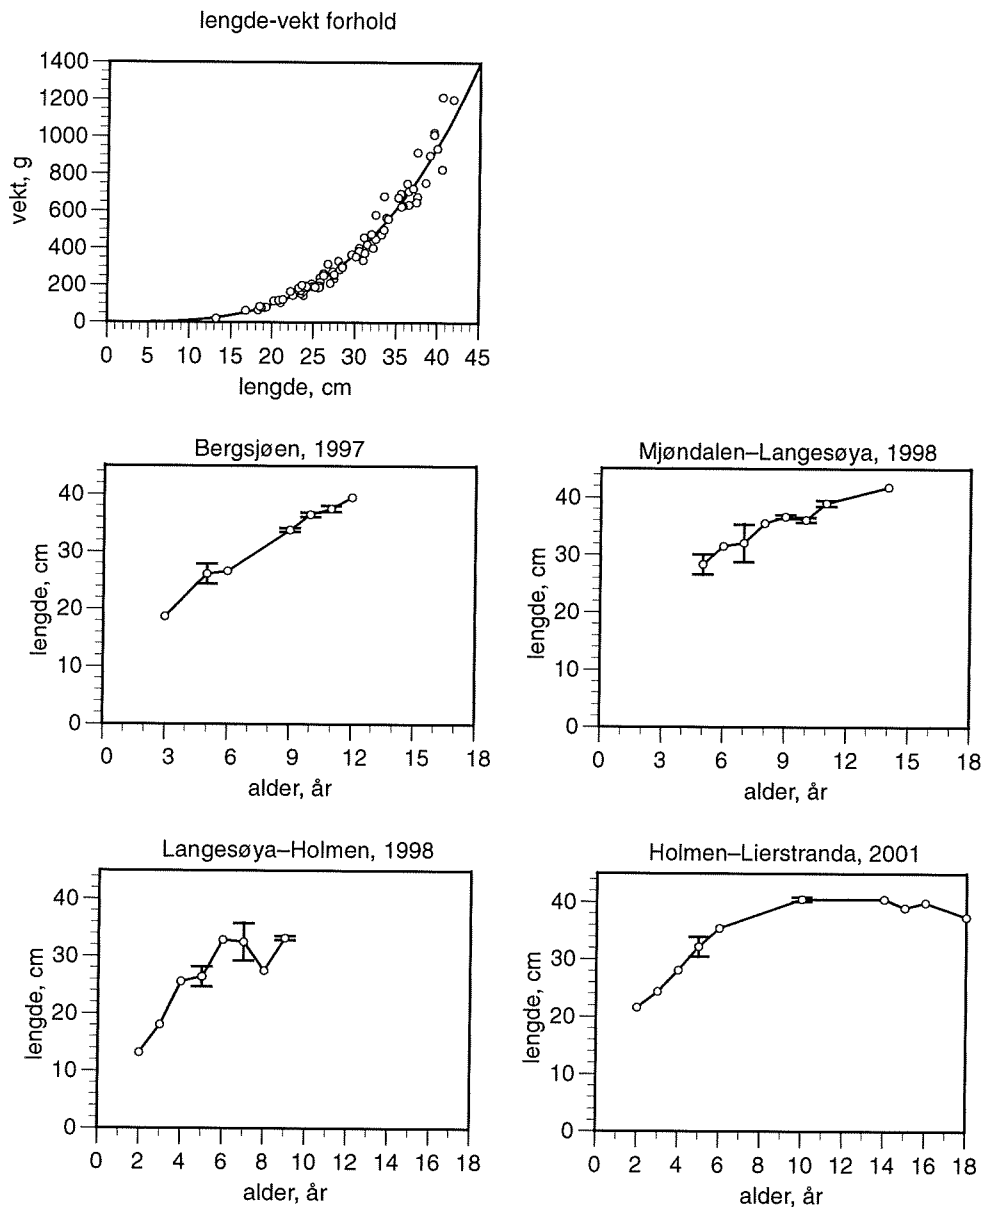 lengde-vekt forhold
1400
1200
1000
800
600
400
200
0
vekt, g
0 5 10 15 20 25 30 35 40 45
lengde, cm
Bergsjøen, 1997
40
30
20
10
0
lengde, cm
0 3 6 9 12 15 18
alder, år
Mjøndalen–Langesøya, 1998
40
30
20
10
0
lengde, cm
0 3 6 9 12 15 18
alder, år
Langesøya–Holmen, 1998
40
30
20
10
0
lengde, cm
0 2 4 6 8 10 12 14 16 18
alder, år
Holmen–Lierstranda, 2001
40
30
20
10
0
lengde, cm
0 2 4 6 8 10 12 14 16 18
alder, år